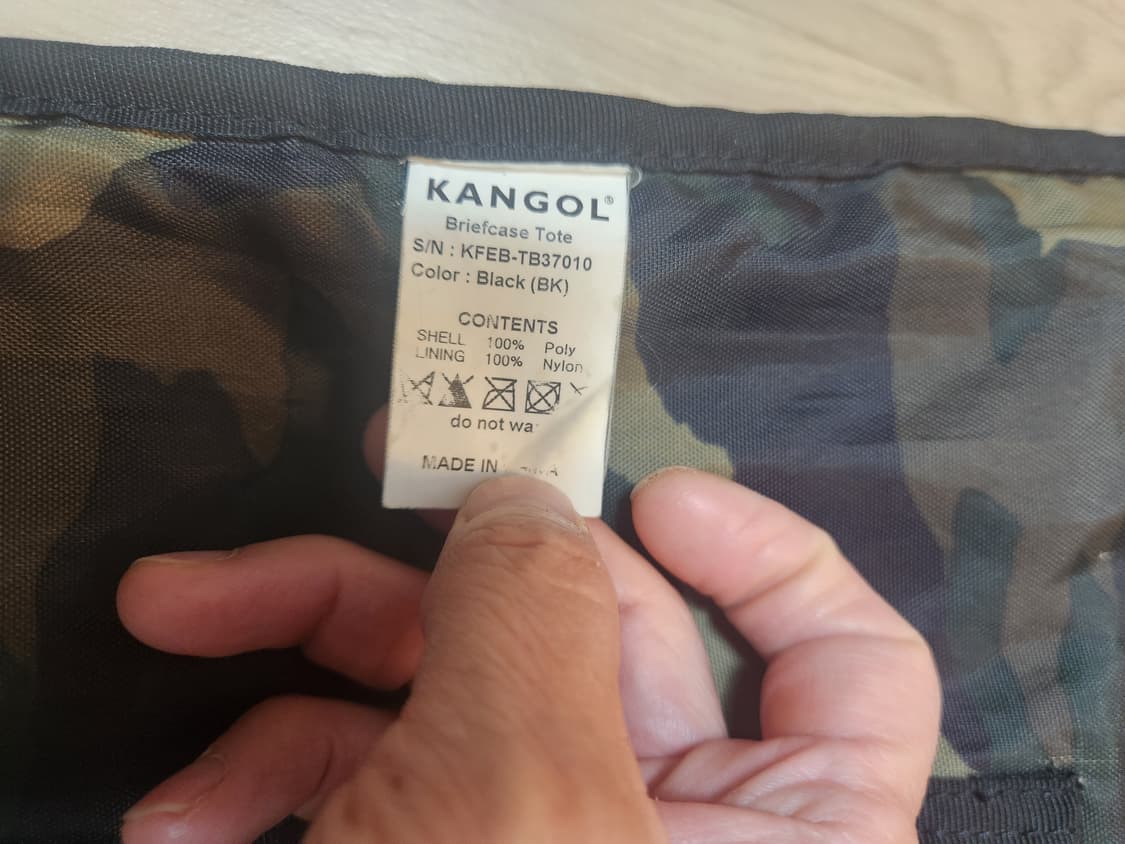 KANGOL®
Briefcase Tote
S/N : KFEB-TB37010
Color : Black (BK)
CONTENTS
SHELL 100% Poly
LINING 100% Nylon
do not
MADE IN